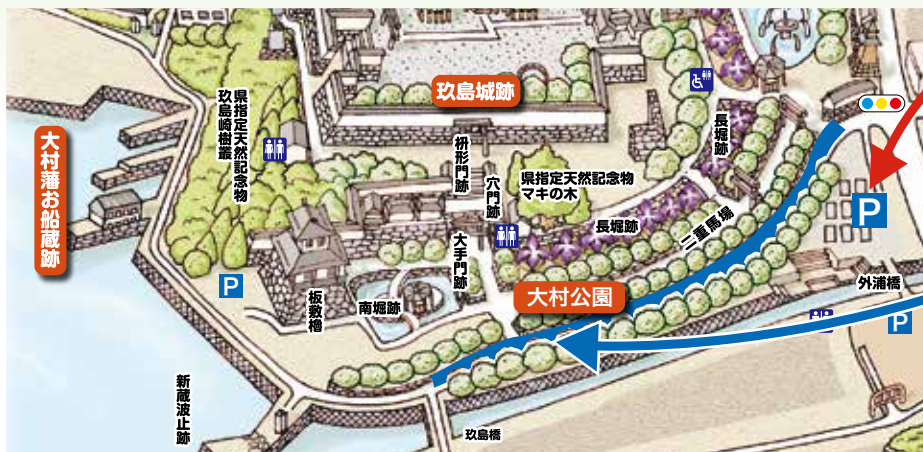 玖島城跡
長堀跡
県指定天然記念物
玖島崎樹叢
大村藩お船蔵跡
枡形門跡
穴門跡
県指定天然記念物
マキの木
P
長堀跡
二重馬場
大手門跡
大村公園
外浦橋
P
板敷櫓
南堀跡
P
新蔵波止跡
玖島橋